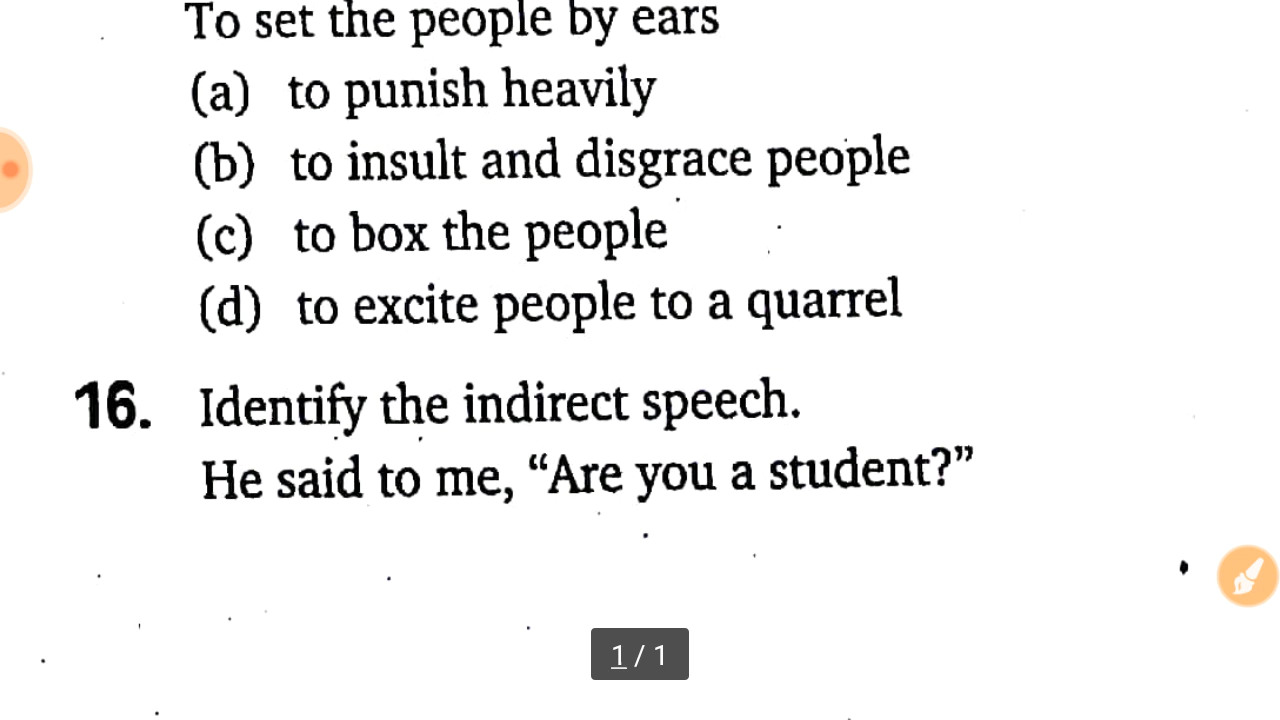 To set the people by ears
(a) to punish heavily
(b) to insult and disgrace people
(c) to box the people
(d) to excite people to a quarrel
16. Identify the indirect speech.
He said to me, “Are you a student?”
1 / 1